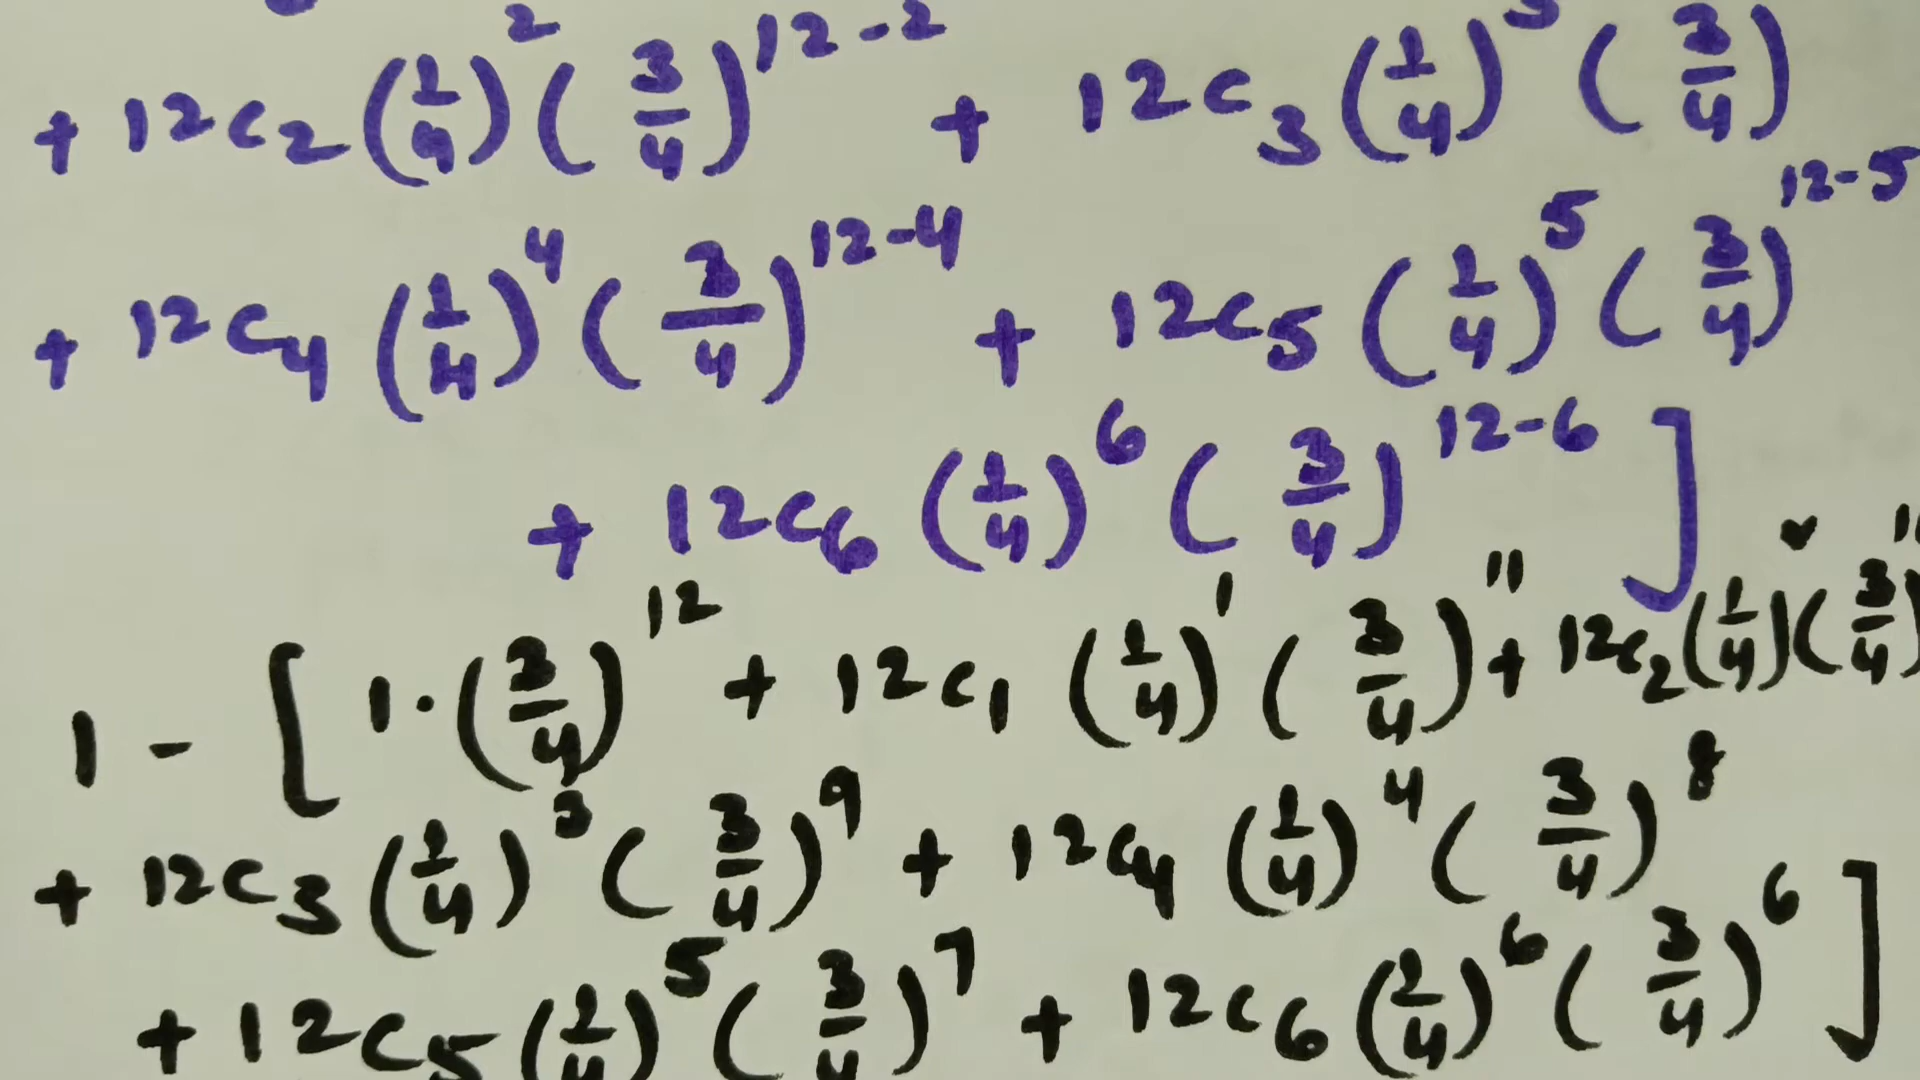 + 12c2 (1/4)^2 (3/4)^12-2 + 12c3 (1/4)^3 (3/4)
+ 12c4 (1/4)^4 (3/4)^12-4 + 12c5 (1/4)^5 (3/4)^12-5
+ 12c6 (1/4)^6 (3/4)^12-6 ]
1 - [ 1 · (3/4)^12 + 12c1 (1/4)^1 (3/4)^11 + 12c2 (1/4) (3/4)
+ 12c3 (1/4)^3 (3/4)^9 + 12c4 (1/4)^4 (3/4)^8
+ 12c5 (1/4)^5 (3/4)^7 + 12c6 (1/4)^6 (3/4)^6 ]